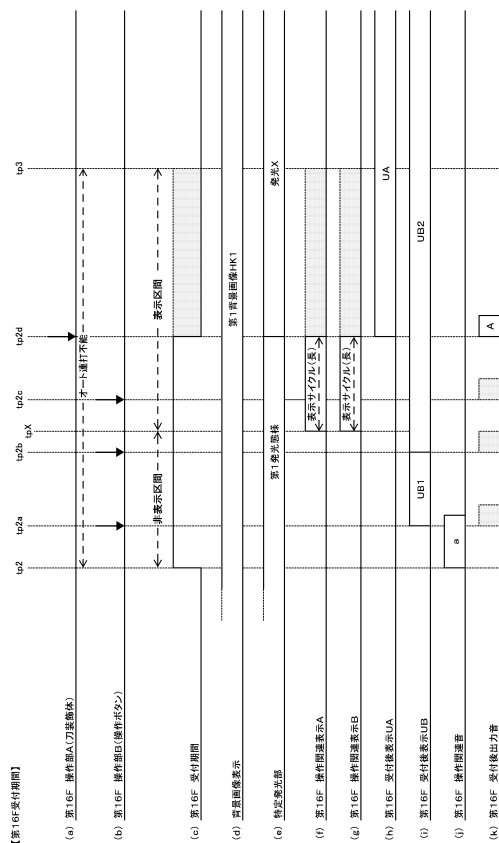 【第16F受付期間】
tp2
tp2a
tp2b
tpX
tp2c
tp2d
tp3
(a) 第16F 操作部A(刀装飾体)
オート連打不能
(b) 第16F 操作部B(操作ボタン)
非表示区間
表示区間
(c) 第16F 受付期間
(d) 背景画像表示
第1背景画像HK1
(e) 特定発光部
第1発光態様
発光X
(f) 第16F 操作関連表示A
表示サイクル(長)
(g) 第16F 操作関連表示B
表示サイクル(長)
(h) 第16F 受付後表示UA
UA
(i) 第16F 受付後表示UB
UB1
UB2
(j) 第16F 操作関連音
a
(k) 第16F 受付後出力音
A